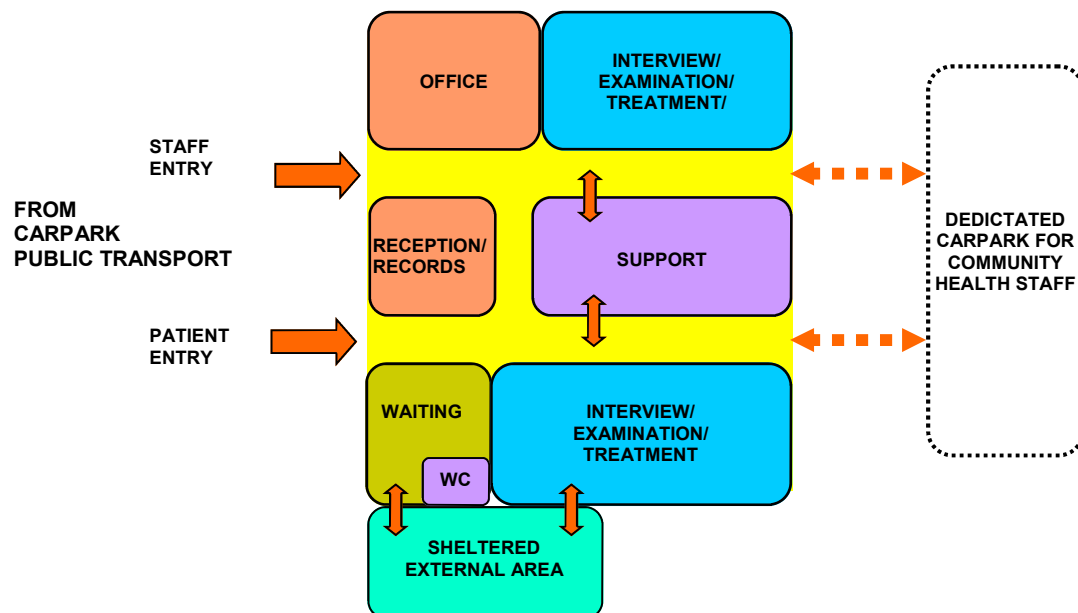 OFFICE
INTERVIEW/
EXAMINATION/
TREATMENT/
STAFF
ENTRY
FROM
CARPARK
PUBLIC TRANSPORT
RECEPTION/
RECORDS
SUPPORT
DEDICTATED
CARPARK FOR
COMMUNITY
HEALTH STAFF
PATIENT
ENTRY
WAITING
WC
INTERVIEW/
EXAMINATION/
TREATMENT
SHELTERED
EXTERNAL AREA